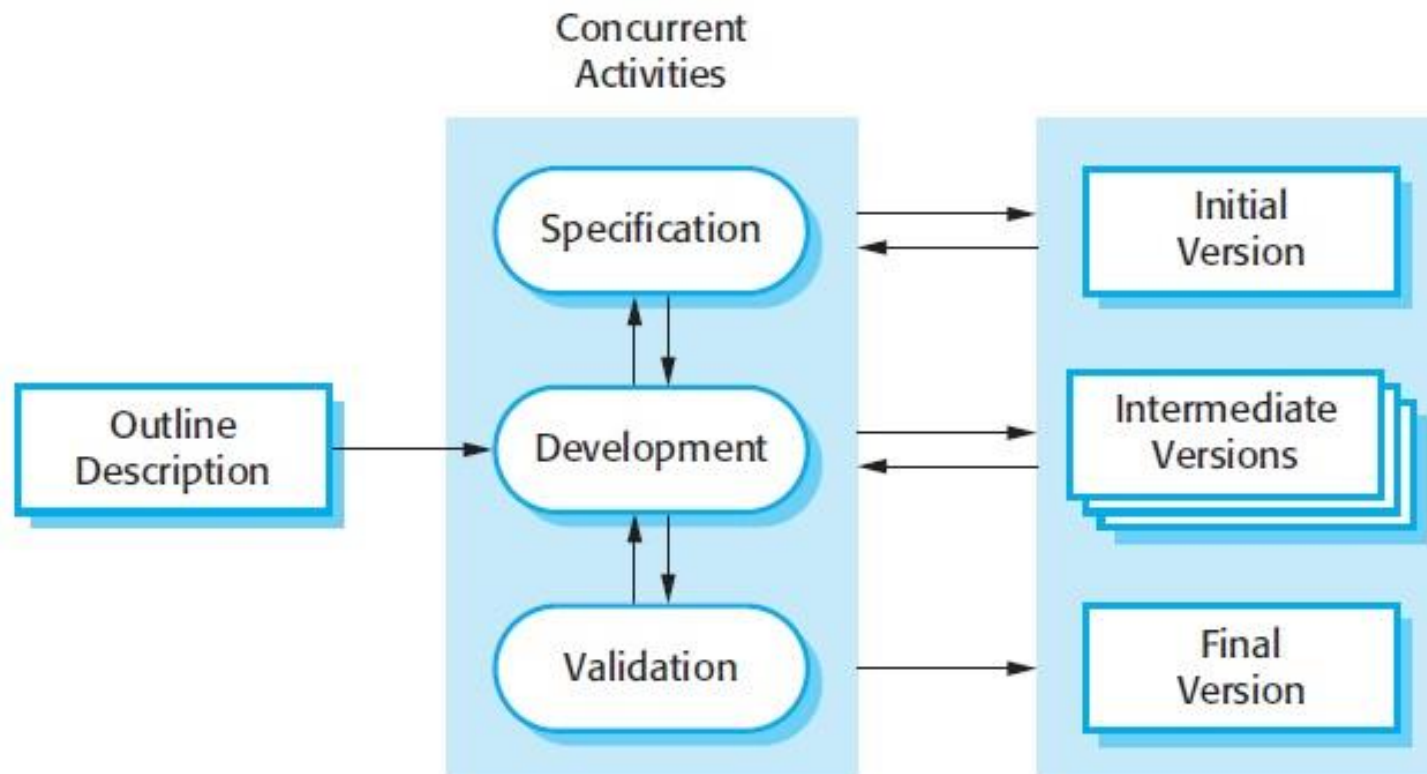 Concurrent
Activities
Specification
Initial
Version
Outline
Description
Development
Intermediate
Versions
Validation
Final
Version